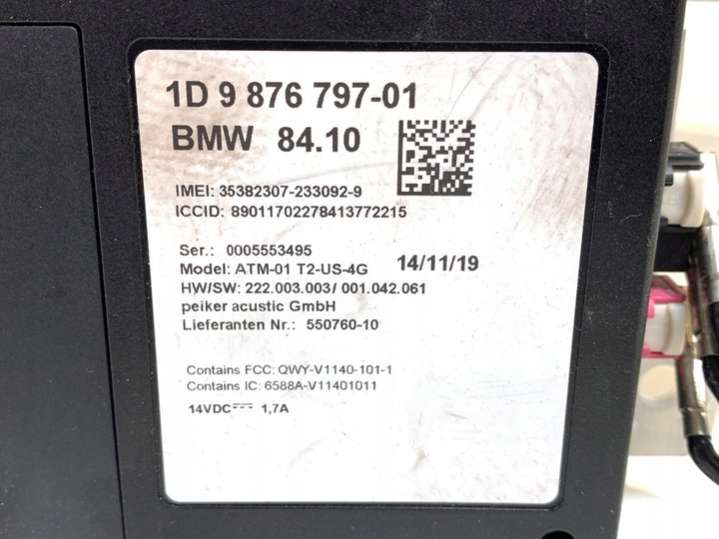 1D 9 876 797-01
BMW 84.10
IMEI: 35382307-233092-9
ICCID: 89011702278413772215
Ser.: 0005553495
Model: ATM-01 T2-US-4G 14/11/19
HW/SW: 222.003.003/ 001.042.061
peiker acustic GmbH
Lieferanten Nr.: 550760-10
Contains FCC: QWY-V1140-101-1
Contains IC: 6588A-V11401011
14VDC⎓ 1,7A